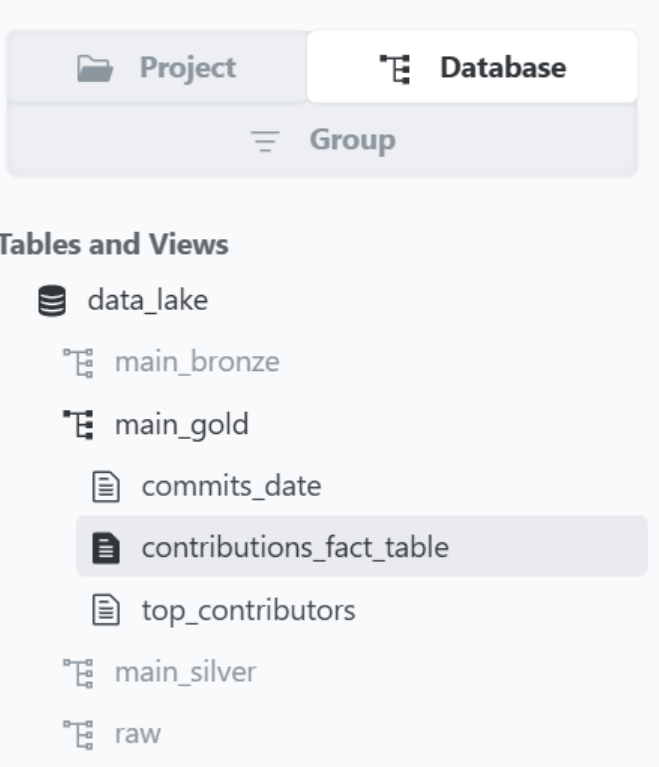 Project Database
Group
Tables and Views
data_lake
main_bronze
main_gold
commits_date
contributions_fact_table
top_contributors
main_silver
raw